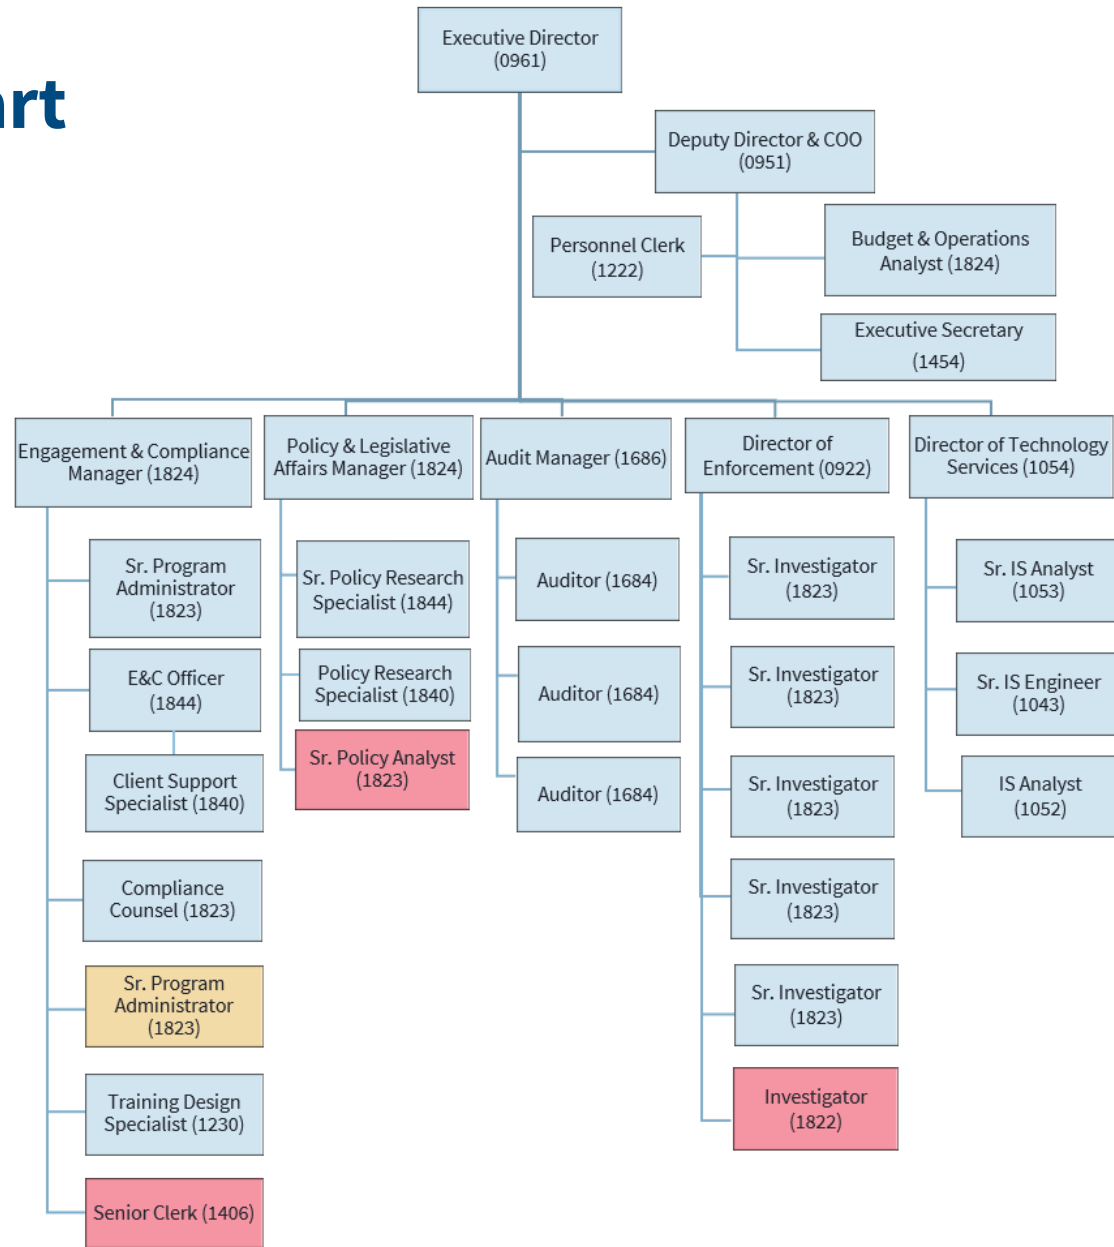 art
Executive Director
(0961)
Deputy Director & COO
(0951)
Personnel Clerk
(1222)
Budget & Operations
Analyst (1824)
Executive Secretary
(1454)
Engagement & Compliance
Manager (1824)
Sr. Program
Administrator
(1823)
E&C Officer
(1844)
Client Support
Specialist (1840)
Compliance
Counsel (1823)
Sr. Program
Administrator
(1823)
Training Design
Specialist (1230)
Senior Clerk (1406)
Policy & Legislative
Affairs Manager (1824)
Sr. Policy Research
Specialist (1844)
Policy Research
Specialist (1840)
Sr. Policy Analyst
(1823)
Audit Manager (1686)
Auditor (1684)
Auditor (1684)
Auditor (1684)
Director of
Enforcement (0922)
Sr. Investigator
(1823)
Sr. Investigator
(1823)
Sr. Investigator
(1823)
Sr. Investigator
(1823)
Sr. Investigator
(1823)
Investigator
(1822)
Director of Technology
Services (1054)
Sr. IS Analyst
(1053)
Sr. IS Engineer
(1043)
IS Analyst
(1052)